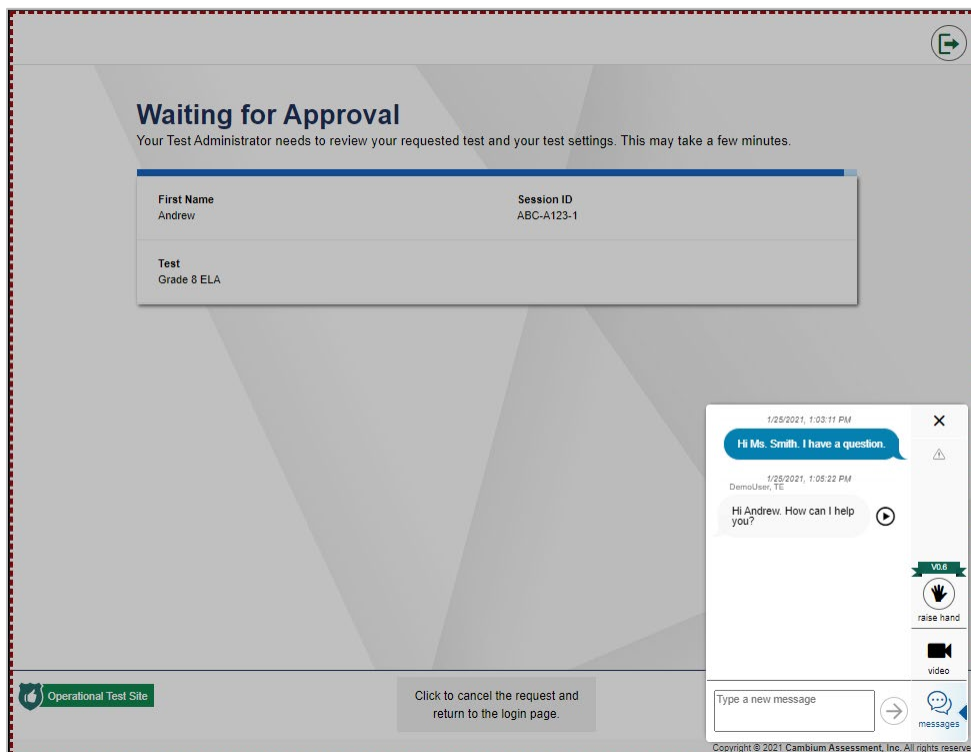 Waiting for Approval
Your Test Administrator needs to review your requested test and your test settings. This may take a few minutes.
First Name
Andrew
Session ID
ABC-A123-1
Test
Grade 8 ELA
1/25/2021, 1:03:11 PM
Hi Ms. Smith. I have a question.
1/25/2021, 1:05:22 PM
DemoUser, TE
Hi Andrew. How can I help
you?
V0.6
raise hand
video
Type a new message
messages
Operational Test Site
Click to cancel the request and
return to the login page.
Copyright © 2021 Cambium Assessment, Inc. All rights reserve